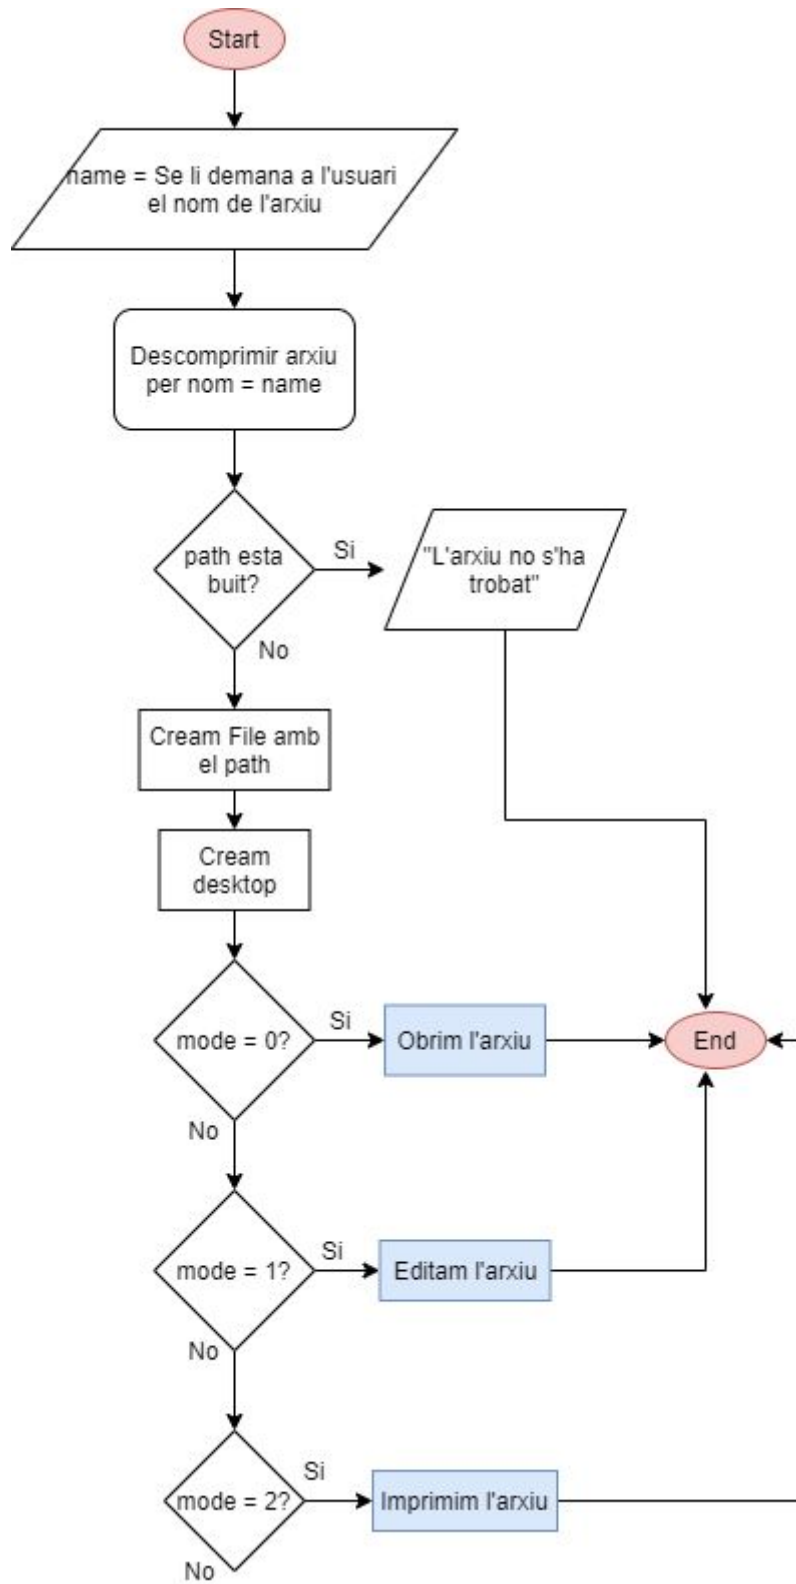 Start
name = Se li demana a l'usuari
el nom de l'arxiu
Descomprimir arxiu
per nom = name
path esta
buit?
Si
"L'arxiu no s'ha
trobat"
No
Cream File amb
el path
Cream
desktop
mode = 0?
Si
Obrim l'arxiu
End
No
mode = 1?
Si
Editam l'arxiu
No
mode = 2?
Si
Imprimim l'arxiu
No